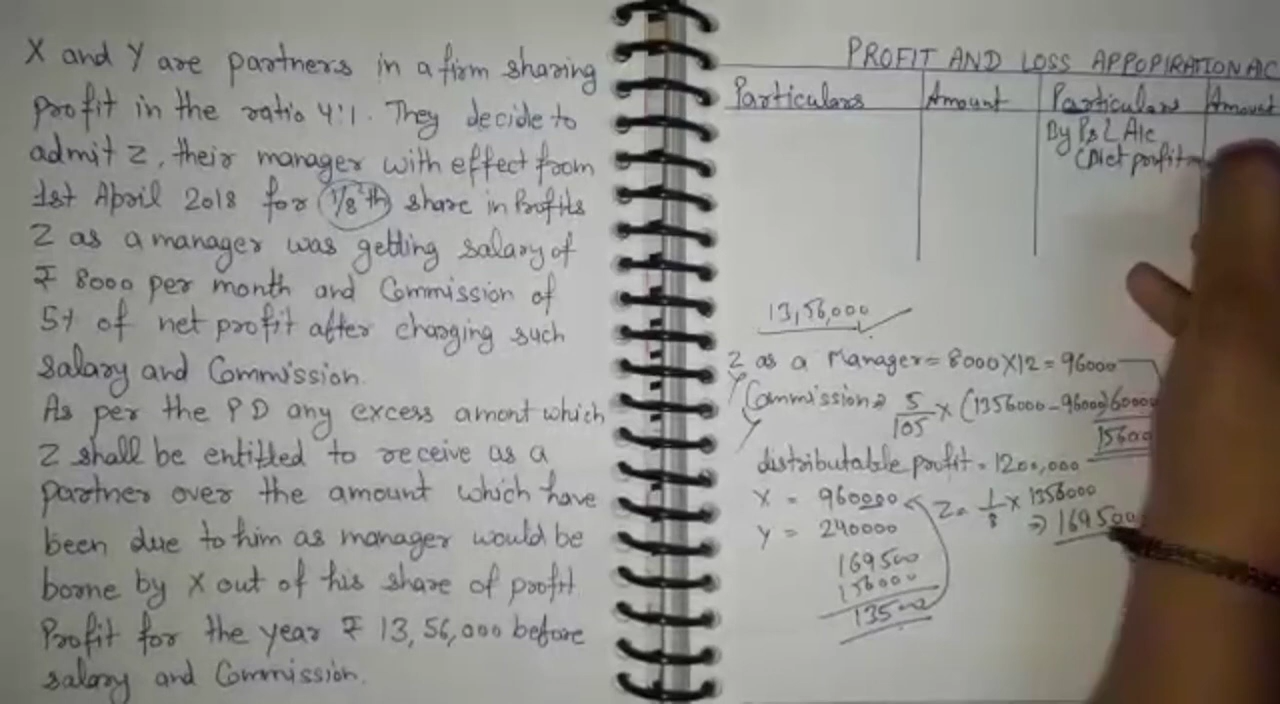 X and Y are partners in a firm sharing
profit in the ratio 4:1. They decide to
admit Z, their manager with effect from
1st April 2018 for 1/8th share in Profits
Z as a manager was getting salary of
₹ 8000 per month and Commission of
5% of net profit after charging such
salary and Commission.
As per the PD any excess amont which
Z shall be entitled to receive as a
partner over the amount which have
been due to him as manager would be
borne by X out of his share of profit
Profit for the year ₹ 13,56,000 before
salary and Commission.
PROFIT AND LOSS APPOPIRATION A/C
Particulars Amount Particulars Amount
By P&L A/c
(Net profit
13,56,000
Z as a Manager = 8000 X 12 = 96000
Commission = 5/105 X (1356000 - 96000) 60000
15600
distributable profit = 1200,000
X = 960000 Z = 1/8 x 1356000
Y = 240000 ⇒ 169500
169500
156000
13500